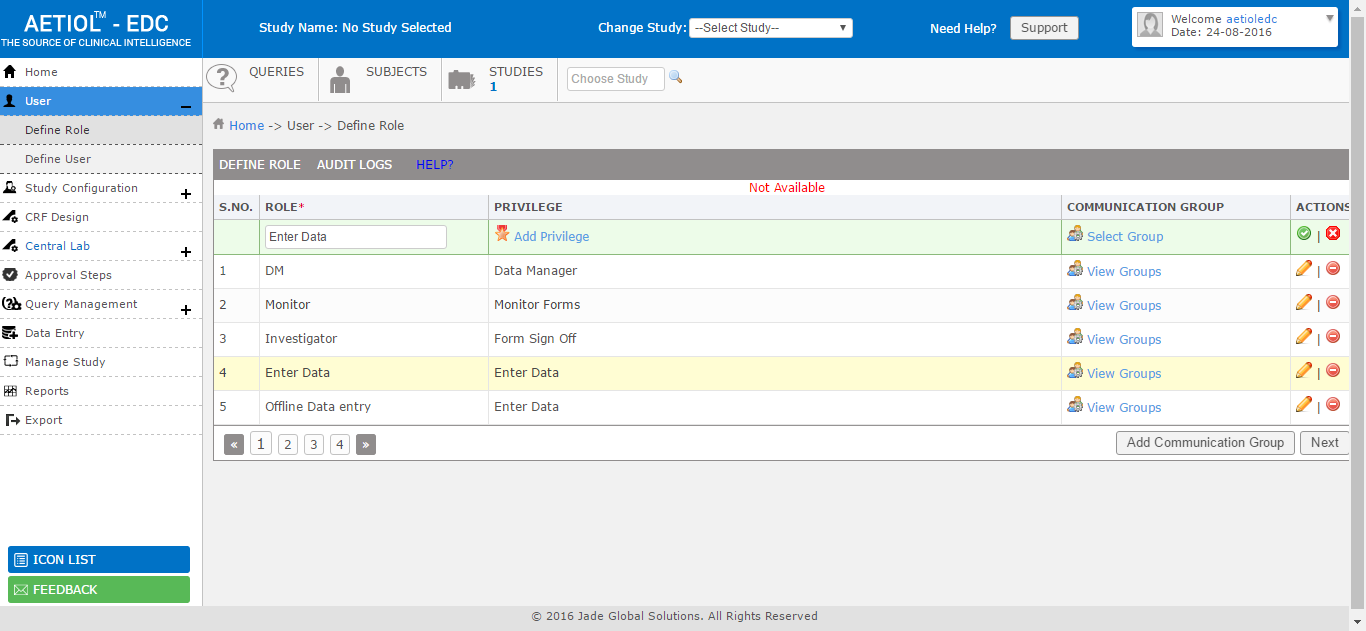 AETIOL™ - EDC
THE SOURCE OF CLINICAL INTELLIGENCE
Study Name: No Study Selected
Change Study: --Select Study--
Need Help? Support
Welcome aetioledc
Date: 24-08-2016
Home
User
Define Role
Define User
Study Configuration
CRF Design
Central Lab
Approval Steps
Query Management
Data Entry
Manage Study
Reports
Export
ICON LIST
FEEDBACK
QUERIES SUBJECTS STUDIES
1
Choose Study
Home -> User -> Define Role
DEFINE ROLE AUDIT LOGS HELP?
Not Available
S.NO. ROLE* PRIVILEGE COMMUNICATION GROUP ACTIONS
Enter Data Add Privilege Select Group |
1 DM Data Manager View Groups |
2 Monitor Monitor Forms View Groups |
3 Investigator Form Sign Off View Groups |
4 Enter Data Enter Data View Groups |
5 Offline Data entry Enter Data View Groups |
« 1 2 3 4 » Add Communication Group Next
© 2016 Jade Global Solutions. All Rights Reserved